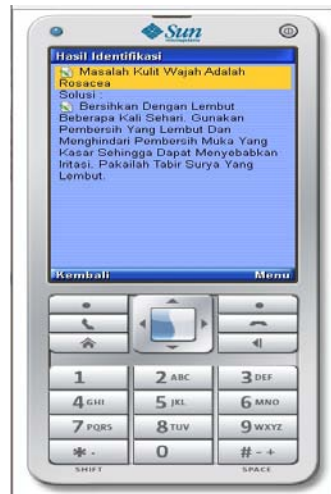 Sun
Hasil Identifikasi
Masalah Kulit Wajah Adalah
Rosacea
Solusi :
Bersihkan Dengan Lembut
Beberapa Kali Sehari. Gunakan
Pembersih Yang Lembut Dan
Menghindari Pembersih Muka Yang
Kasar Sehingga Dapat Menyebabkan
Iritasi. Pakailah Tabir Surya Yang
Lembut.
Kembali Menu
1 2 ABC 3 DEF
4 GHI 5 JKL 6 MNO
7 PQRS 8 TUV 9 WXYZ
* . 0 # - +
SHIFT SPACE